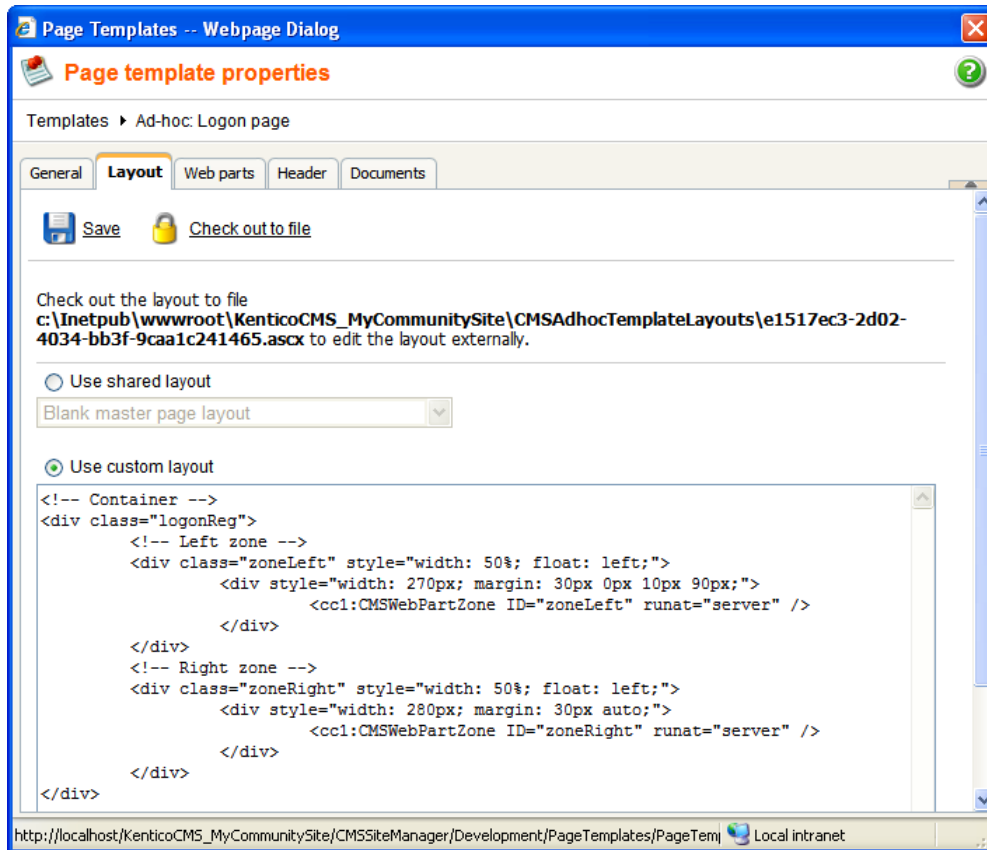 Page Templates -- Webpage Dialog
Page template properties
Templates ▸ Ad-hoc: Logon page
General Layout Web parts Header Documents
Save Check out to file
Check out the layout to file
c:\Inetpub\wwwroot\KenticoCMS_MyCommunitySite\CMSAdhocTemplateLayouts\e1517ec3-2d02-
4034-bb3f-9caa1c241465.ascx to edit the layout externally.
Use shared layout
Blank master page layout
Use custom layout
<!-- Container -->
<div class="logonReg">
<!-- Left zone -->
<div class="zoneLeft" style="width: 50%; float: left;">
<div style="width: 270px; margin: 30px 0px 10px 90px;">
<cc1:CMSWebPartZone ID="zoneLeft" runat="server" />
</div>
</div>
<!-- Right zone -->
<div class="zoneRight" style="width: 50%; float: left;">
<div style="width: 280px; margin: 30px auto;">
<cc1:CMSWebPartZone ID="zoneRight" runat="server" />
</div>
</div>
</div>
http://localhost/KenticoCMS_MyCommunitySite/CMSSiteManager/Development/PageTemplates/PageTemp Local intranet